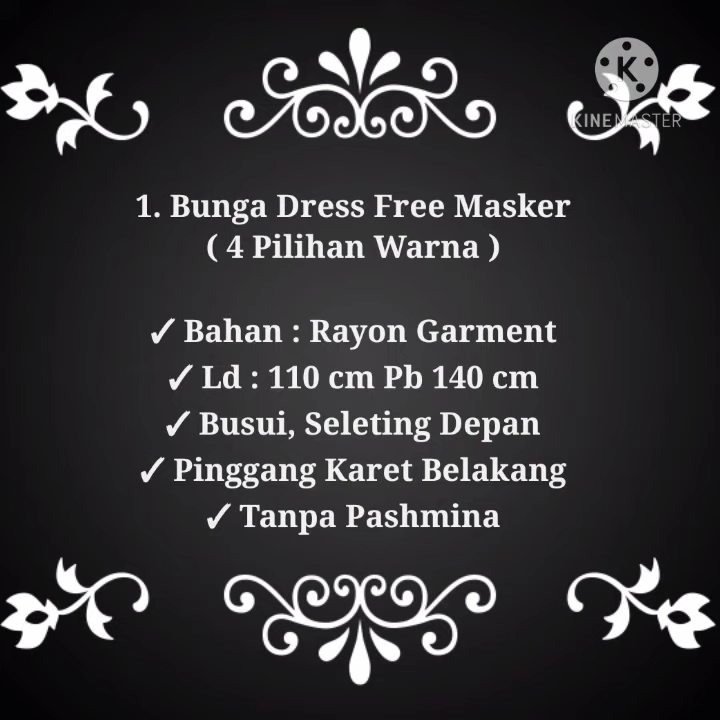 KINEMASTER
1. Bunga Dress Free Masker
( 4 Pilihan Warna )
✓ Bahan : Rayon Garment
✓ Ld : 110 cm Pb 140 cm
✓ Busui, Seleting Depan
✓ Pinggang Karet Belakang
✓ Tanpa Pashmina